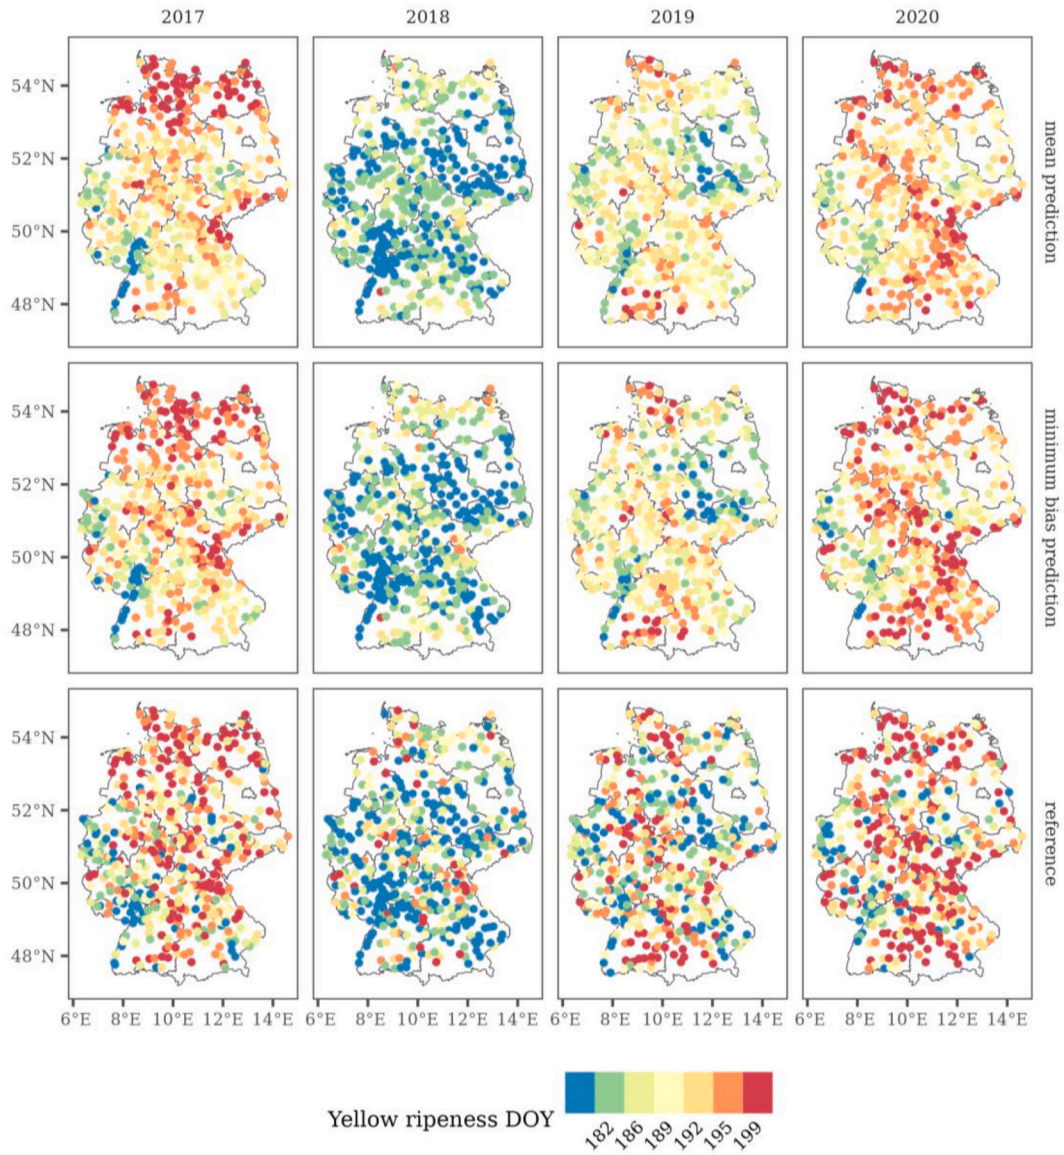 2017 2018 2019 2020
54°N
52°N
50°N
48°N
mean prediction
54°N
52°N
50°N
48°N
minimum bias prediction
54°N
52°N
50°N
48°N
reference
6°E 8°E 10°E 12°E 14°E 6°E 8°E 10°E 12°E 14°E 6°E 8°E 10°E 12°E 14°E 6°E 8°E 10°E 12°E 14°E
Yellow ripeness DOY
182 186 189 192 195 199